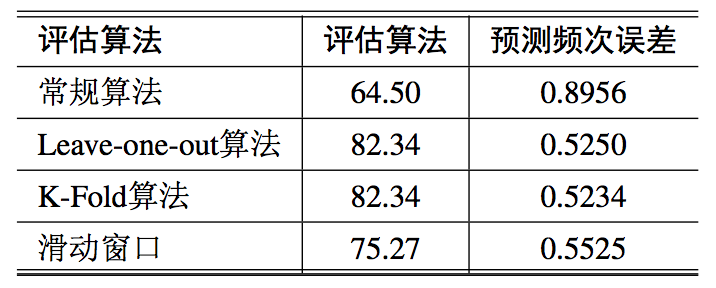 评估算法 评估算法 预测频次误差
常规算法 64.50 0.8956
Leave-one-out算法 82.34 0.5250
K-Fold算法 82.34 0.5234
滑动窗口 75.27 0.5525